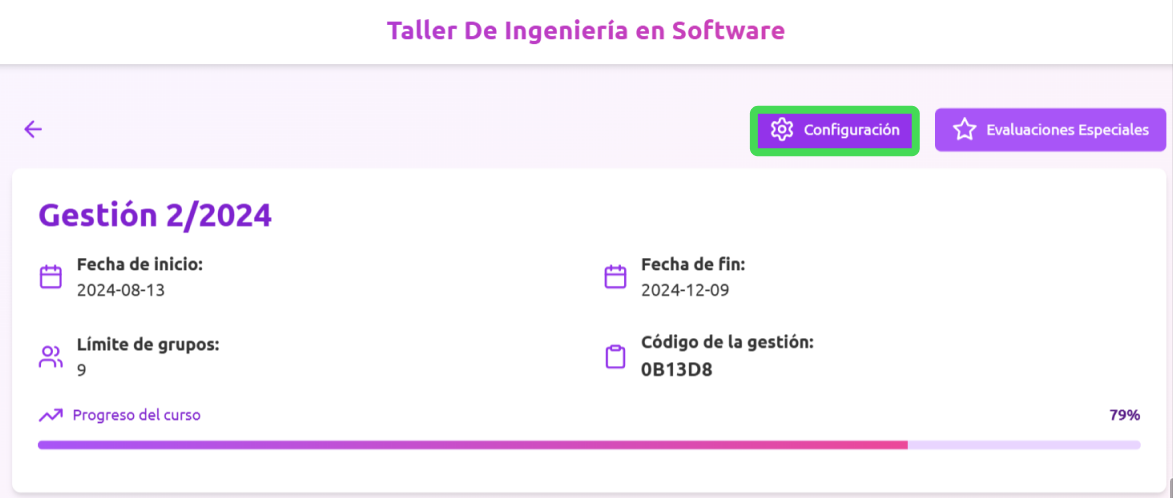 Taller De Ingeniería en Software
Configuración
Evaluaciones Especiales
Gestión 2/2024
Fecha de inicio:
2024-08-13
Fecha de fin:
2024-12-09
Límite de grupos:
9
Código de la gestión:
0B13D8
Progreso del curso
79%